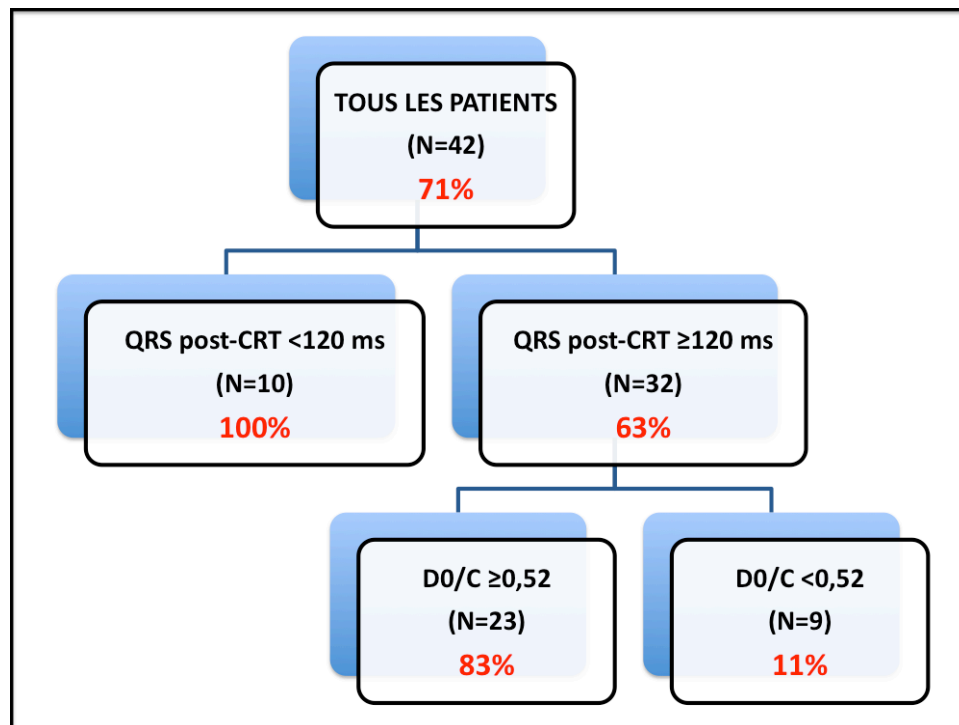 TOUS LES PATIENTS
(N=42)
71%
QRS post-CRT <120 ms
(N=10)
100%
QRS post-CRT ≥120 ms
(N=32)
63%
D0/C ≥0,52
(N=23)
83%
D0/C <0,52
(N=9)
11%